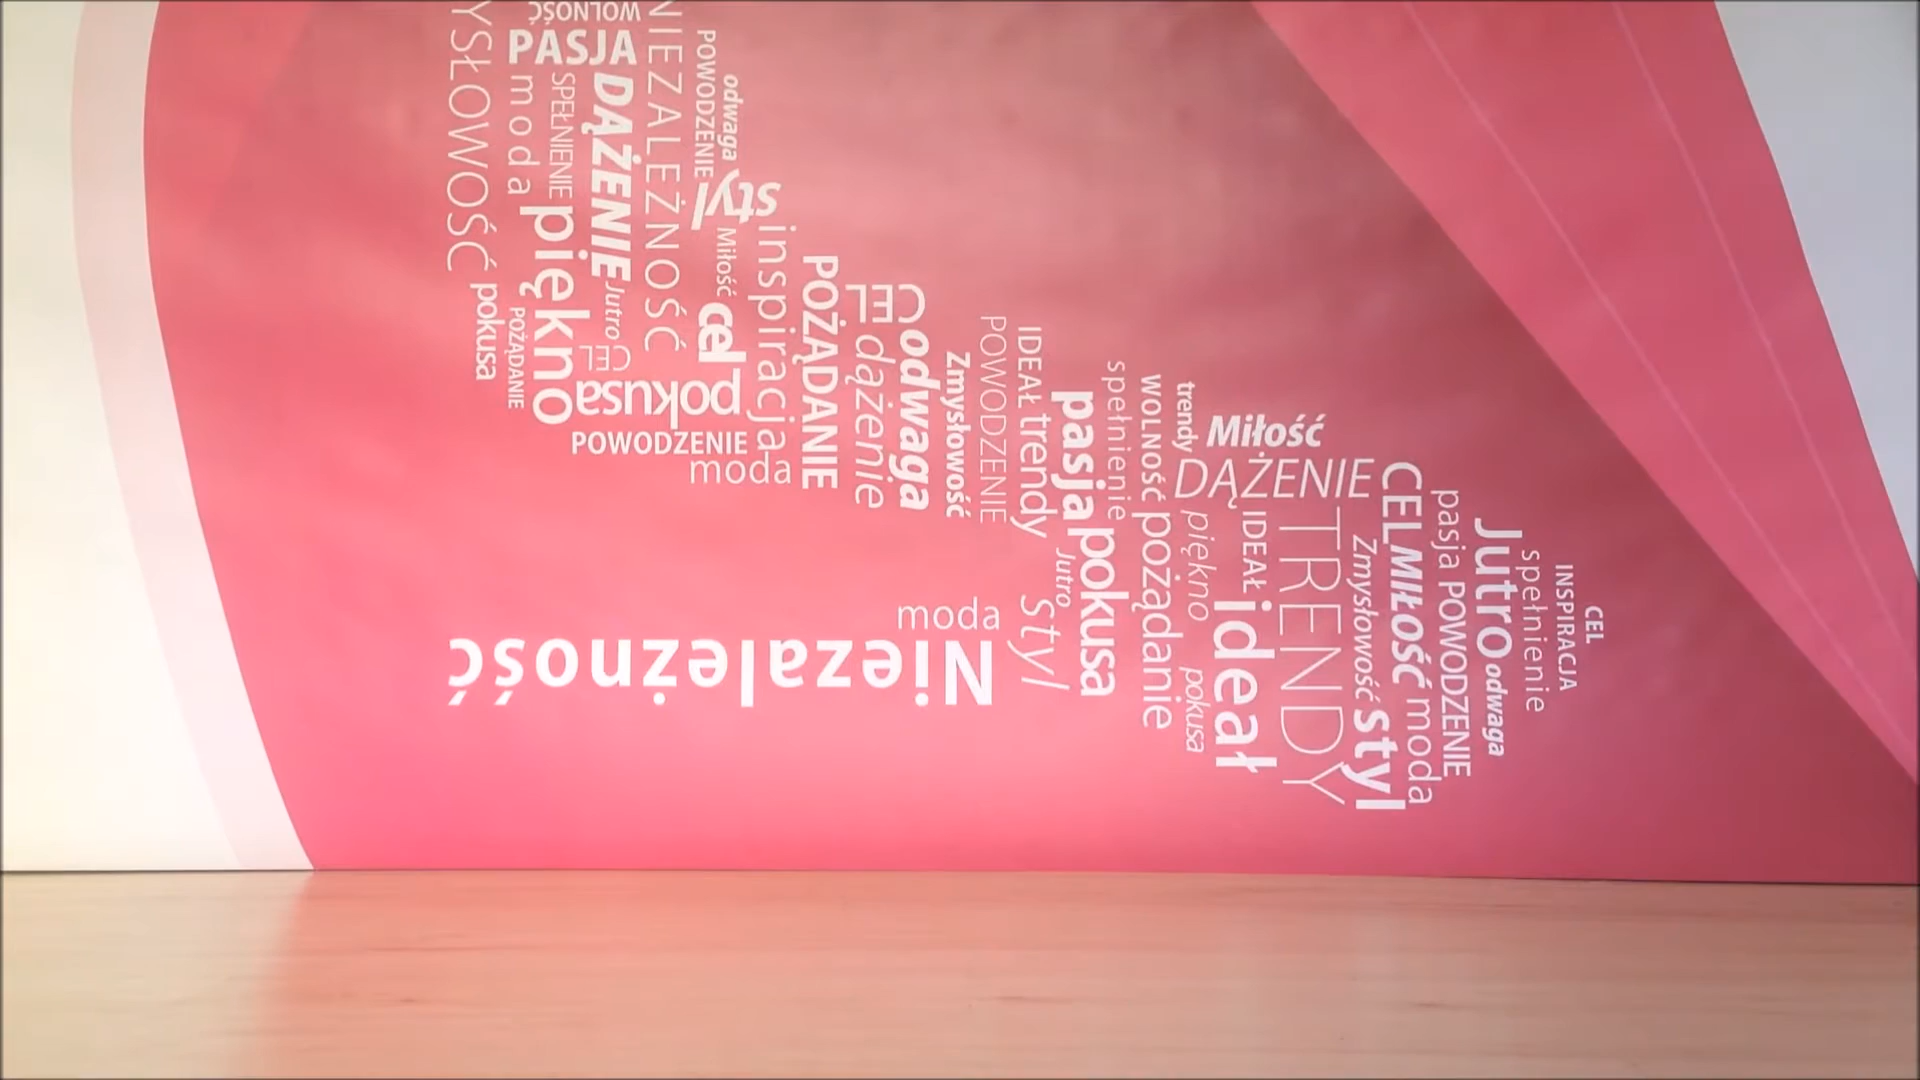 WOLNOŚĆ
PASJA
moda
SPEŁNIENIE
DĄŻENIE
NIEZALEŻNOŚĆ
POWODZENIE
odwaga
styl
piękno
Jutro
CEL
Miłość
cel
inspiracja
pokusa
POŻĄDANIE
pokusa
POWODZENIE
moda
POŻĄDANIE
CEL
dążenie
odwaga
Zmysłowość
POWODZENIE
IDEAŁ trendy
pasja
pokusa
Jutro
styl
moda
Niezależność
spełnienie
WOLNOŚĆ
pożądanie
trendy
Miłość
DĄŻENIE
piękno
pokusa
IDEAŁ
ideał
TRENDY
Zmysłowość
styl
CEL MIŁOŚĆ moda
pasja POWODZENIE
Jutro odwaga
spełnienie
INSPIRACJA
CEL